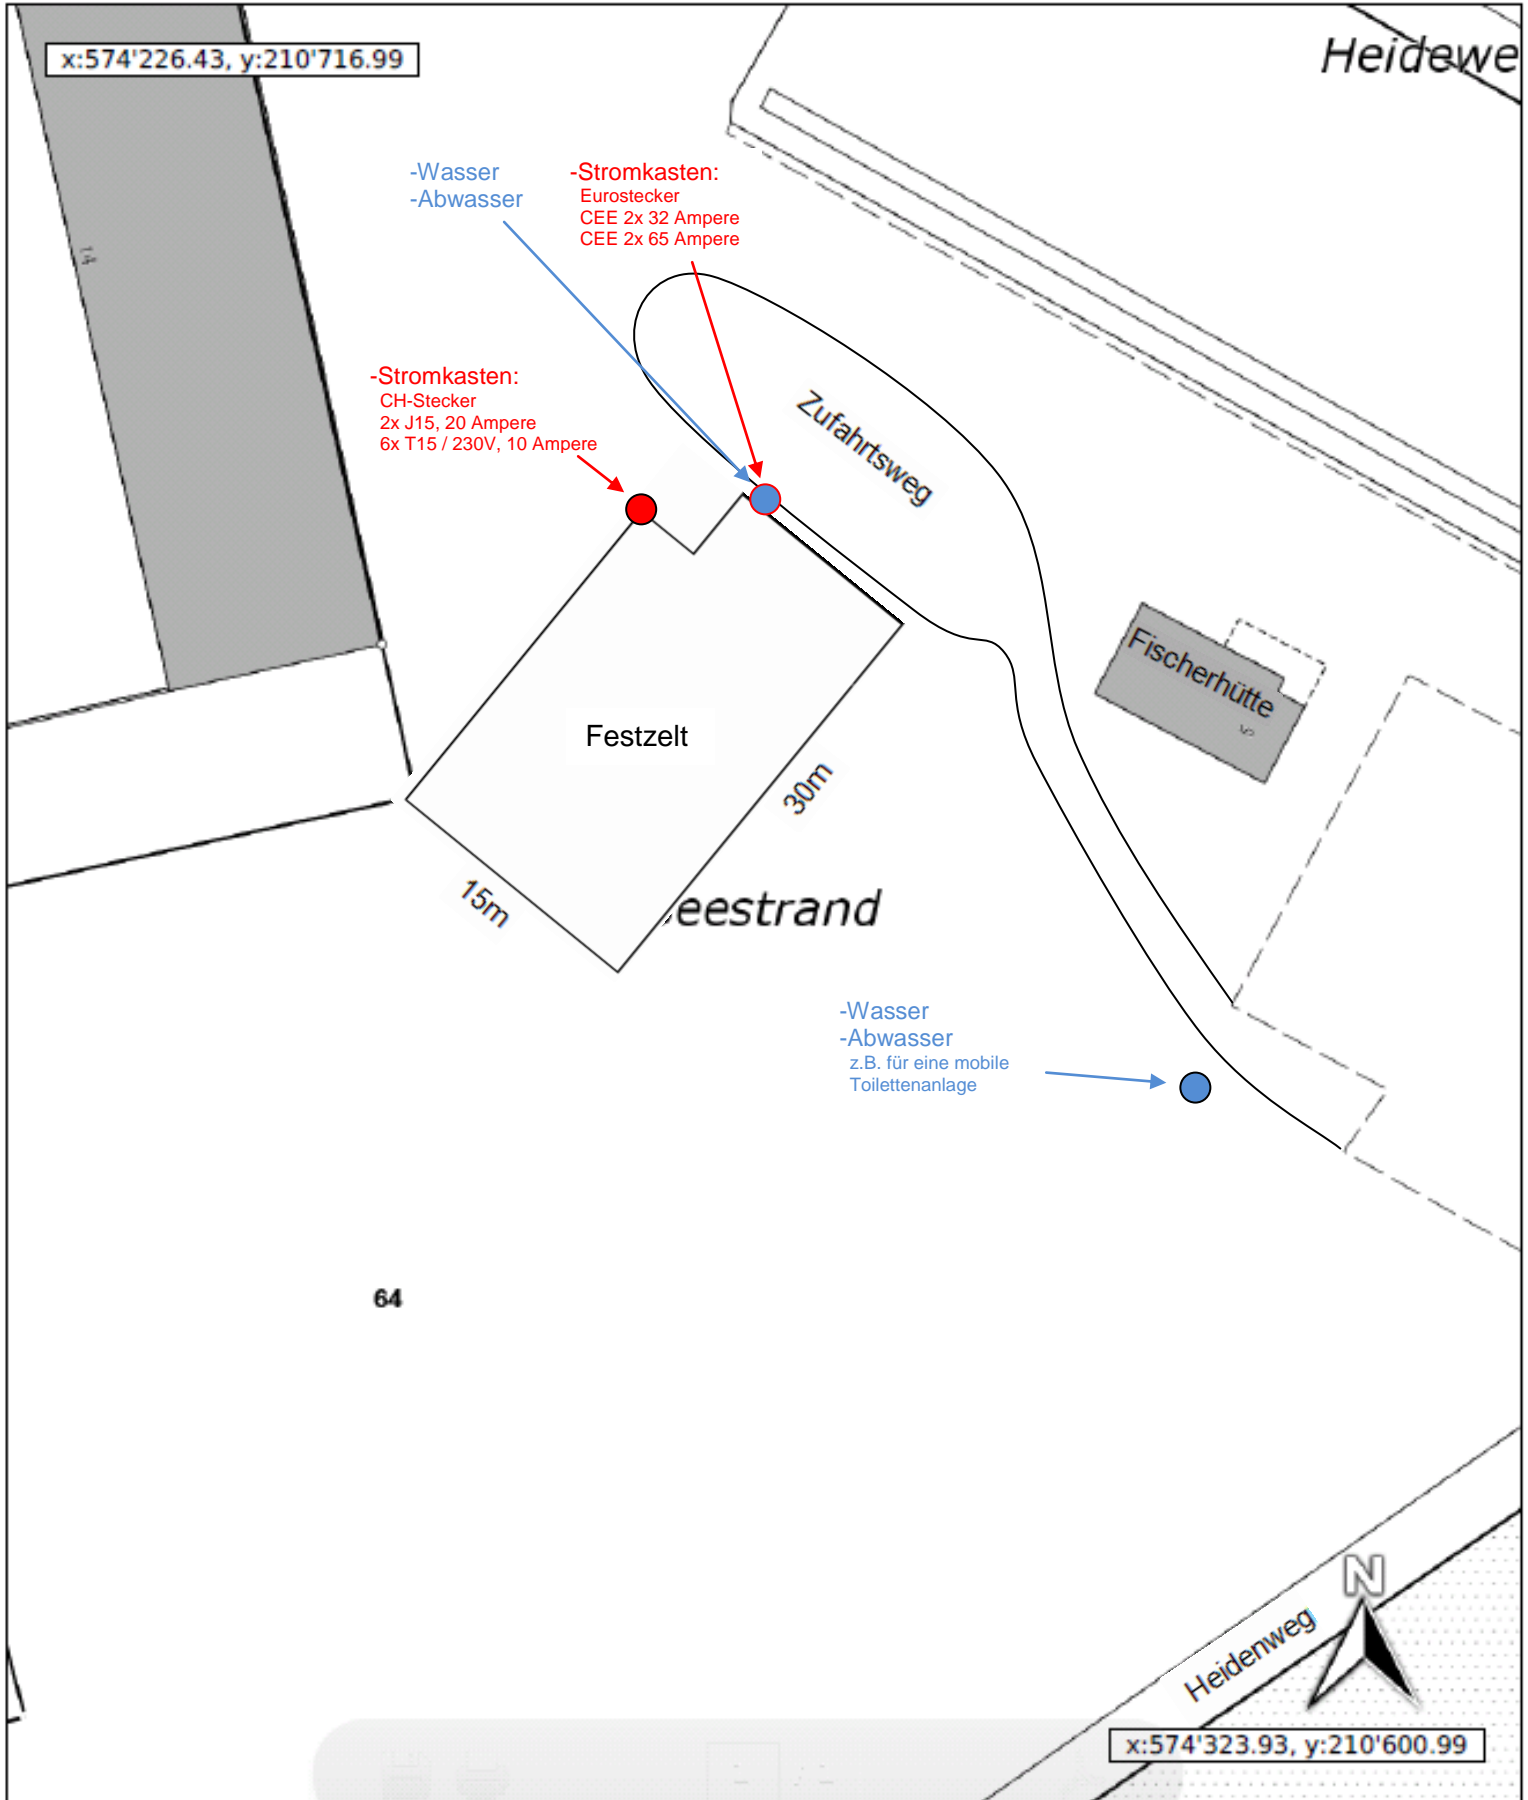 x:574'226.43, y:210'716.99
Heidewe
-Wasser
-Abwasser
-Stromkasten:
Eurostecker
CEE 2x 32 Ampere
CEE 2x 65 Ampere
14
-Stromkasten:
CH-Stecker
2x J15, 20 Ampere
6x T15 / 230V, 10 Ampere
Zufahrtsweg
Fischerhütte
Festzelt
30m
15m
eestrand
-Wasser
-Abwasser
z.B. für eine mobile
Toilettenanlage
64
N
Heidenweg
x:574'323.93, y:210'600.99